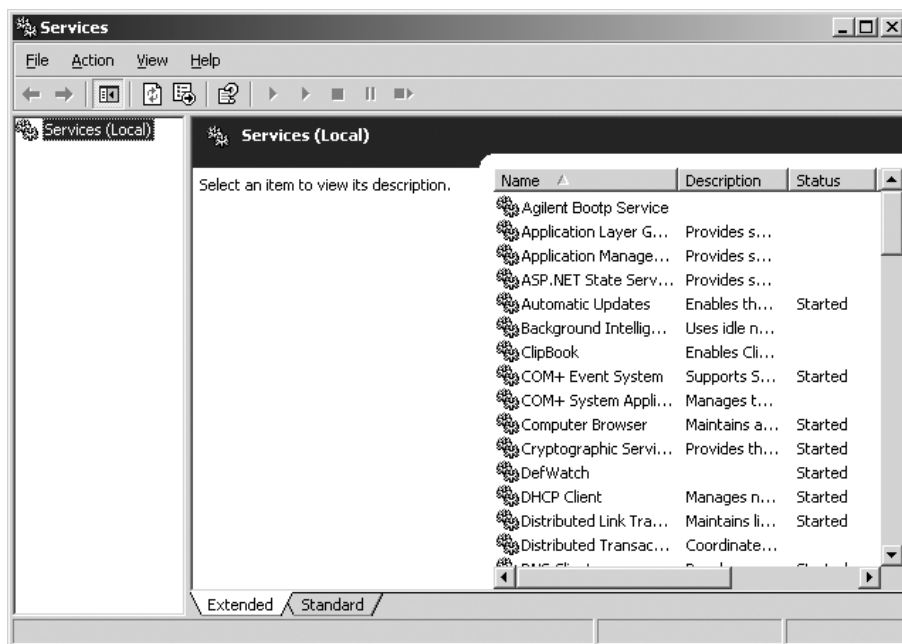 Services
File Action View Help
Services (Local)
Services (Local)
Select an item to view its description.
Name Description Status
Agilent Bootp Service
Application Layer G... Provides s...
Application Manage... Provides s...
ASP.NET State Serv... Provides s...
Automatic Updates Enables th... Started
Background Intellig... Uses idle n...
ClipBook Enables Cli...
COM+ Event System Supports S... Started
COM+ System Appli... Manages t...
Computer Browser Maintains a... Started
Cryptographic Servi... Provides th... Started
DefWatch Started
DHCP Client Manages n... Started
Distributed Link Tra... Maintains li... Started
Distributed Transac... Coordinate...
Extended Standard